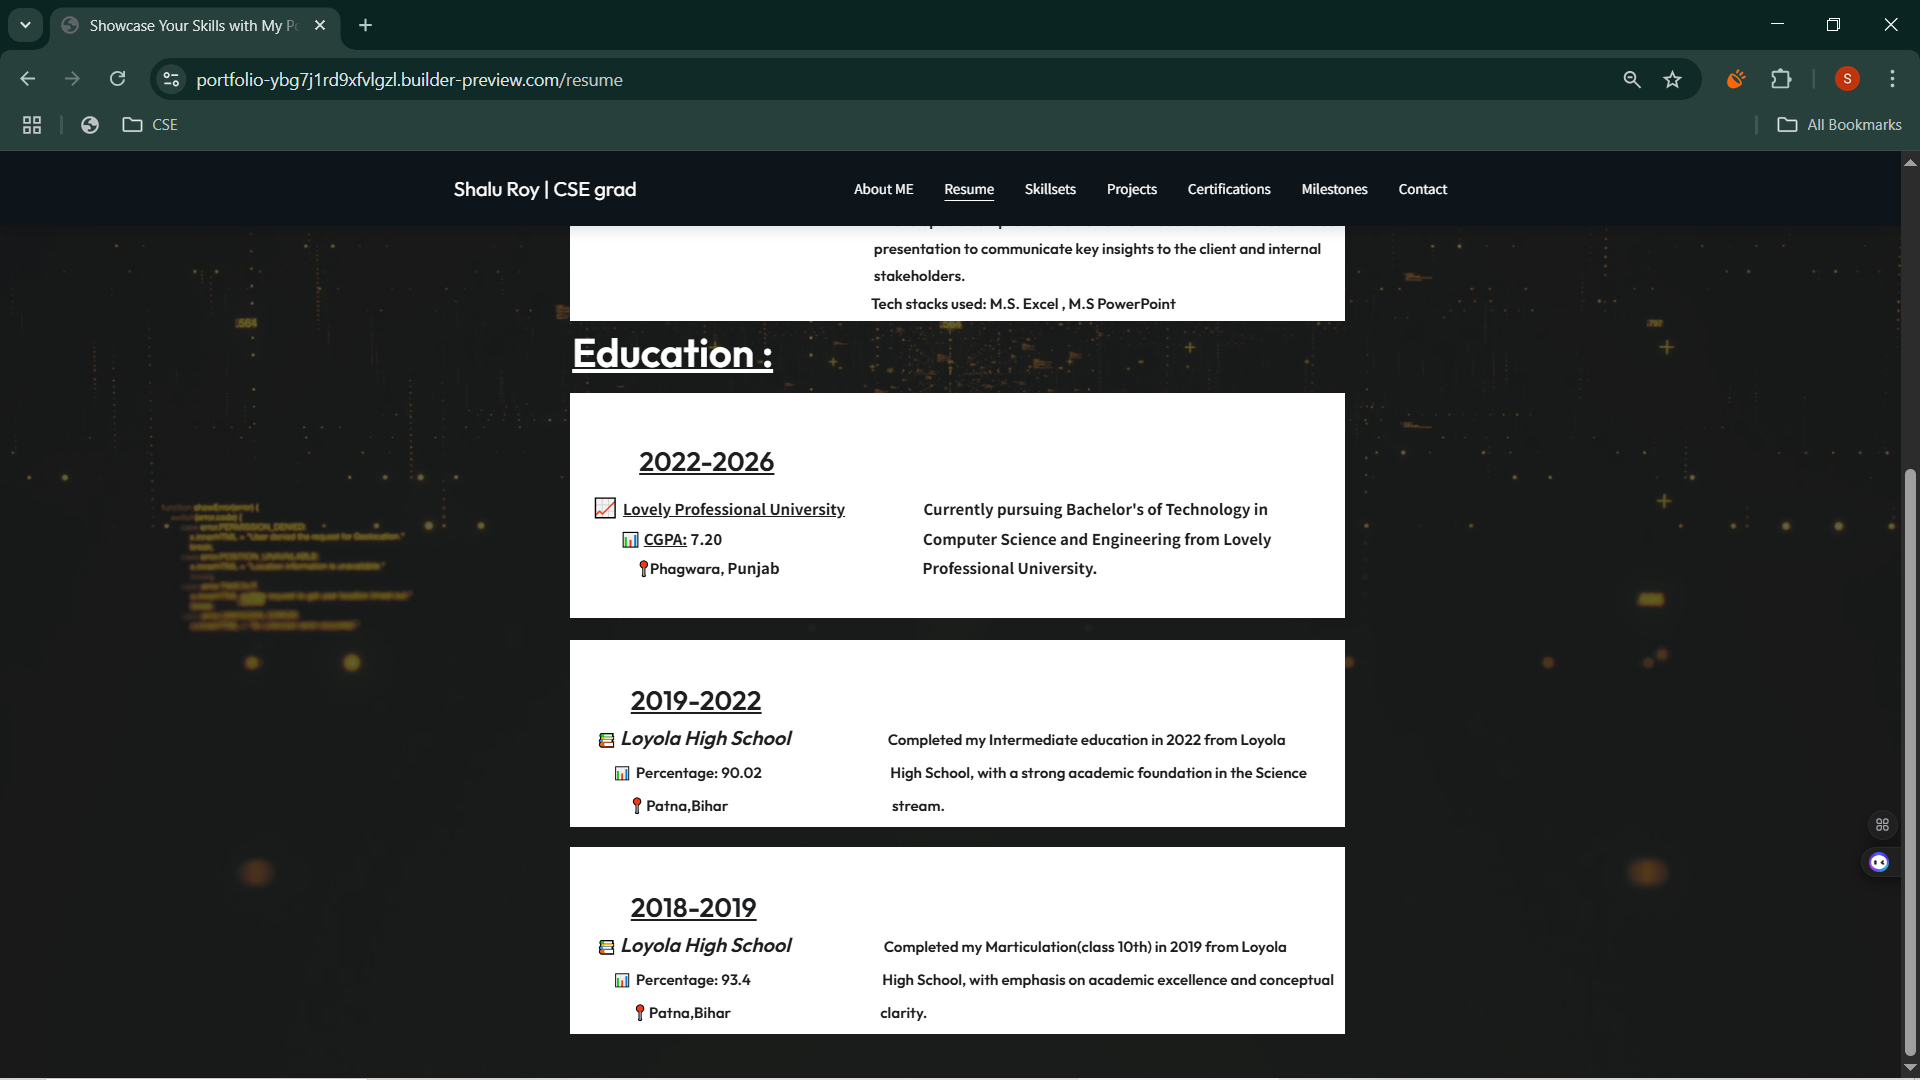 Showcase Your Skills with My Po
portfolio-ybg7j1rd9xfvlgzl.builder-preview.com/resume
S
CSE
All Bookmarks
Shalu Roy | CSE grad
About ME
Resume
Skillsets
Projects
Certifications
Milestones
Contact
presentation to communicate key insights to the client and internal
stakeholders.
Tech stacks used: M.S. Excel , M.S PowerPoint
Education :
2022-2026
Lovely Professional University
CGPA: 7.20
Phagwara, Punjab
Currently pursuing Bachelor's of Technology in
Computer Science and Engineering from Lovely
Professional University.
2019-2022
Loyola High School
Percentage: 90.02
Patna,Bihar
Completed my Intermediate education in 2022 from Loyola
High School, with a strong academic foundation in the Science
stream.
2018-2019
Loyola High School
Percentage: 93.4
Patna,Bihar
Completed my Marticulation(class 10th) in 2019 from Loyola
High School, with emphasis on academic excellence and conceptual
clarity.